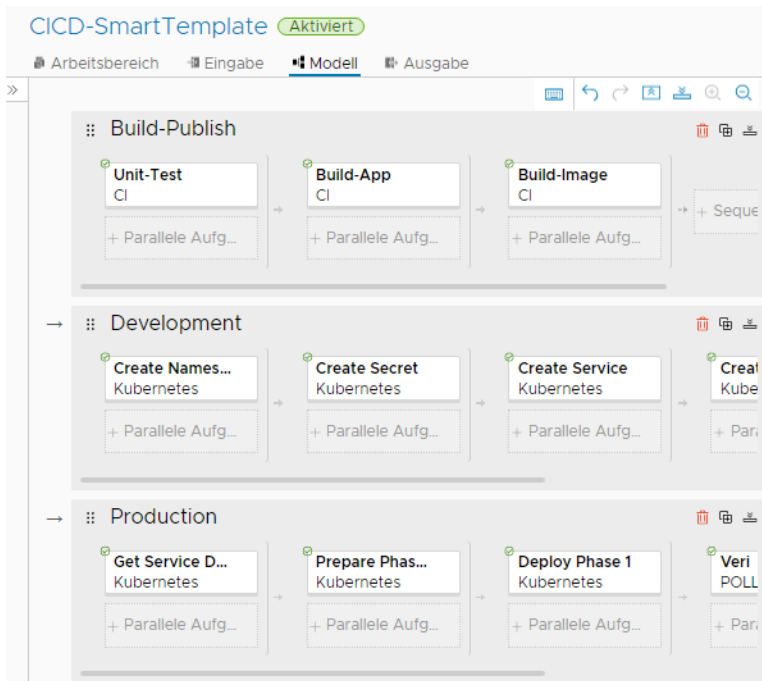 CICD-SmartTemplate Aktiviert
Arbeitsbereich Eingabe Modell Ausgabe
Build-Publish
Unit-Test Build-App Build-Image
CI CI CI
+ Parallele Aufg... + Parallele Aufg... + Parallele Aufg... + Seque
Development
Create Names... Create Secret Create Service Creat
Kubernetes Kubernetes Kubernetes Kube
+ Parallele Aufg... + Parallele Aufg... + Parallele Aufg... + Para
Production
Get Service D... Prepare Phas... Deploy Phase 1 Veri
Kubernetes Kubernetes Kubernetes POLL
+ Parallele Aufg... + Parallele Aufg... + Parallele Aufg... + Para